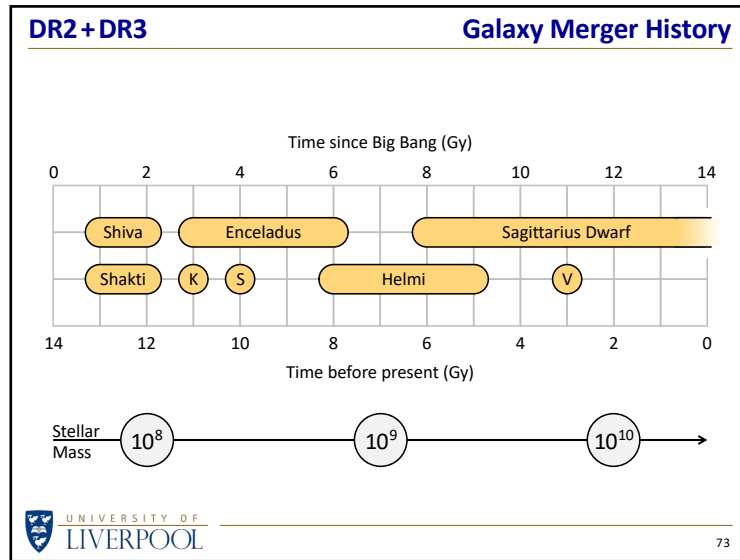 DR2+DR3 Galaxy Merger History
Time since Big Bang (Gy)
0 2 4 6 8 10 12 14
Shiva Enceladus Sagittarius Dwarf
Shakti K S Helmi V
14 12 10 8 6 4 2 0
Time before present (Gy)
Stellar
Mass
10⁸ 10⁹ 10¹⁰
UNIVERSITY OF
LIVERPOOL
73